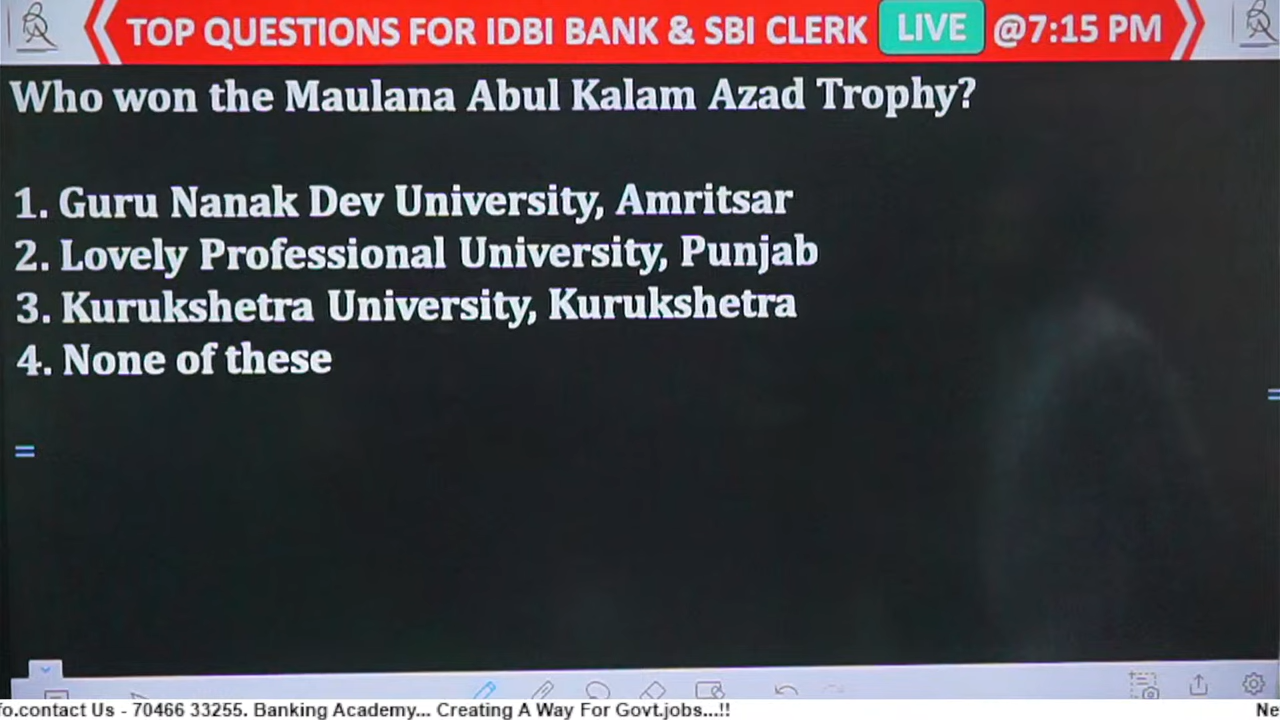 TOP QUESTIONS FOR IDBI BANK & SBI CLERK LIVE @7:15 PM
Who won the Maulana Abul Kalam Azad Trophy?
1. Guru Nanak Dev University, Amritsar
2. Lovely Professional University, Punjab
3. Kurukshetra University, Kurukshetra
4. None of these
=
=
fo.contact Us - 70466 33255. Banking Academy... Creating A Way For Govt.jobs...!! Ne